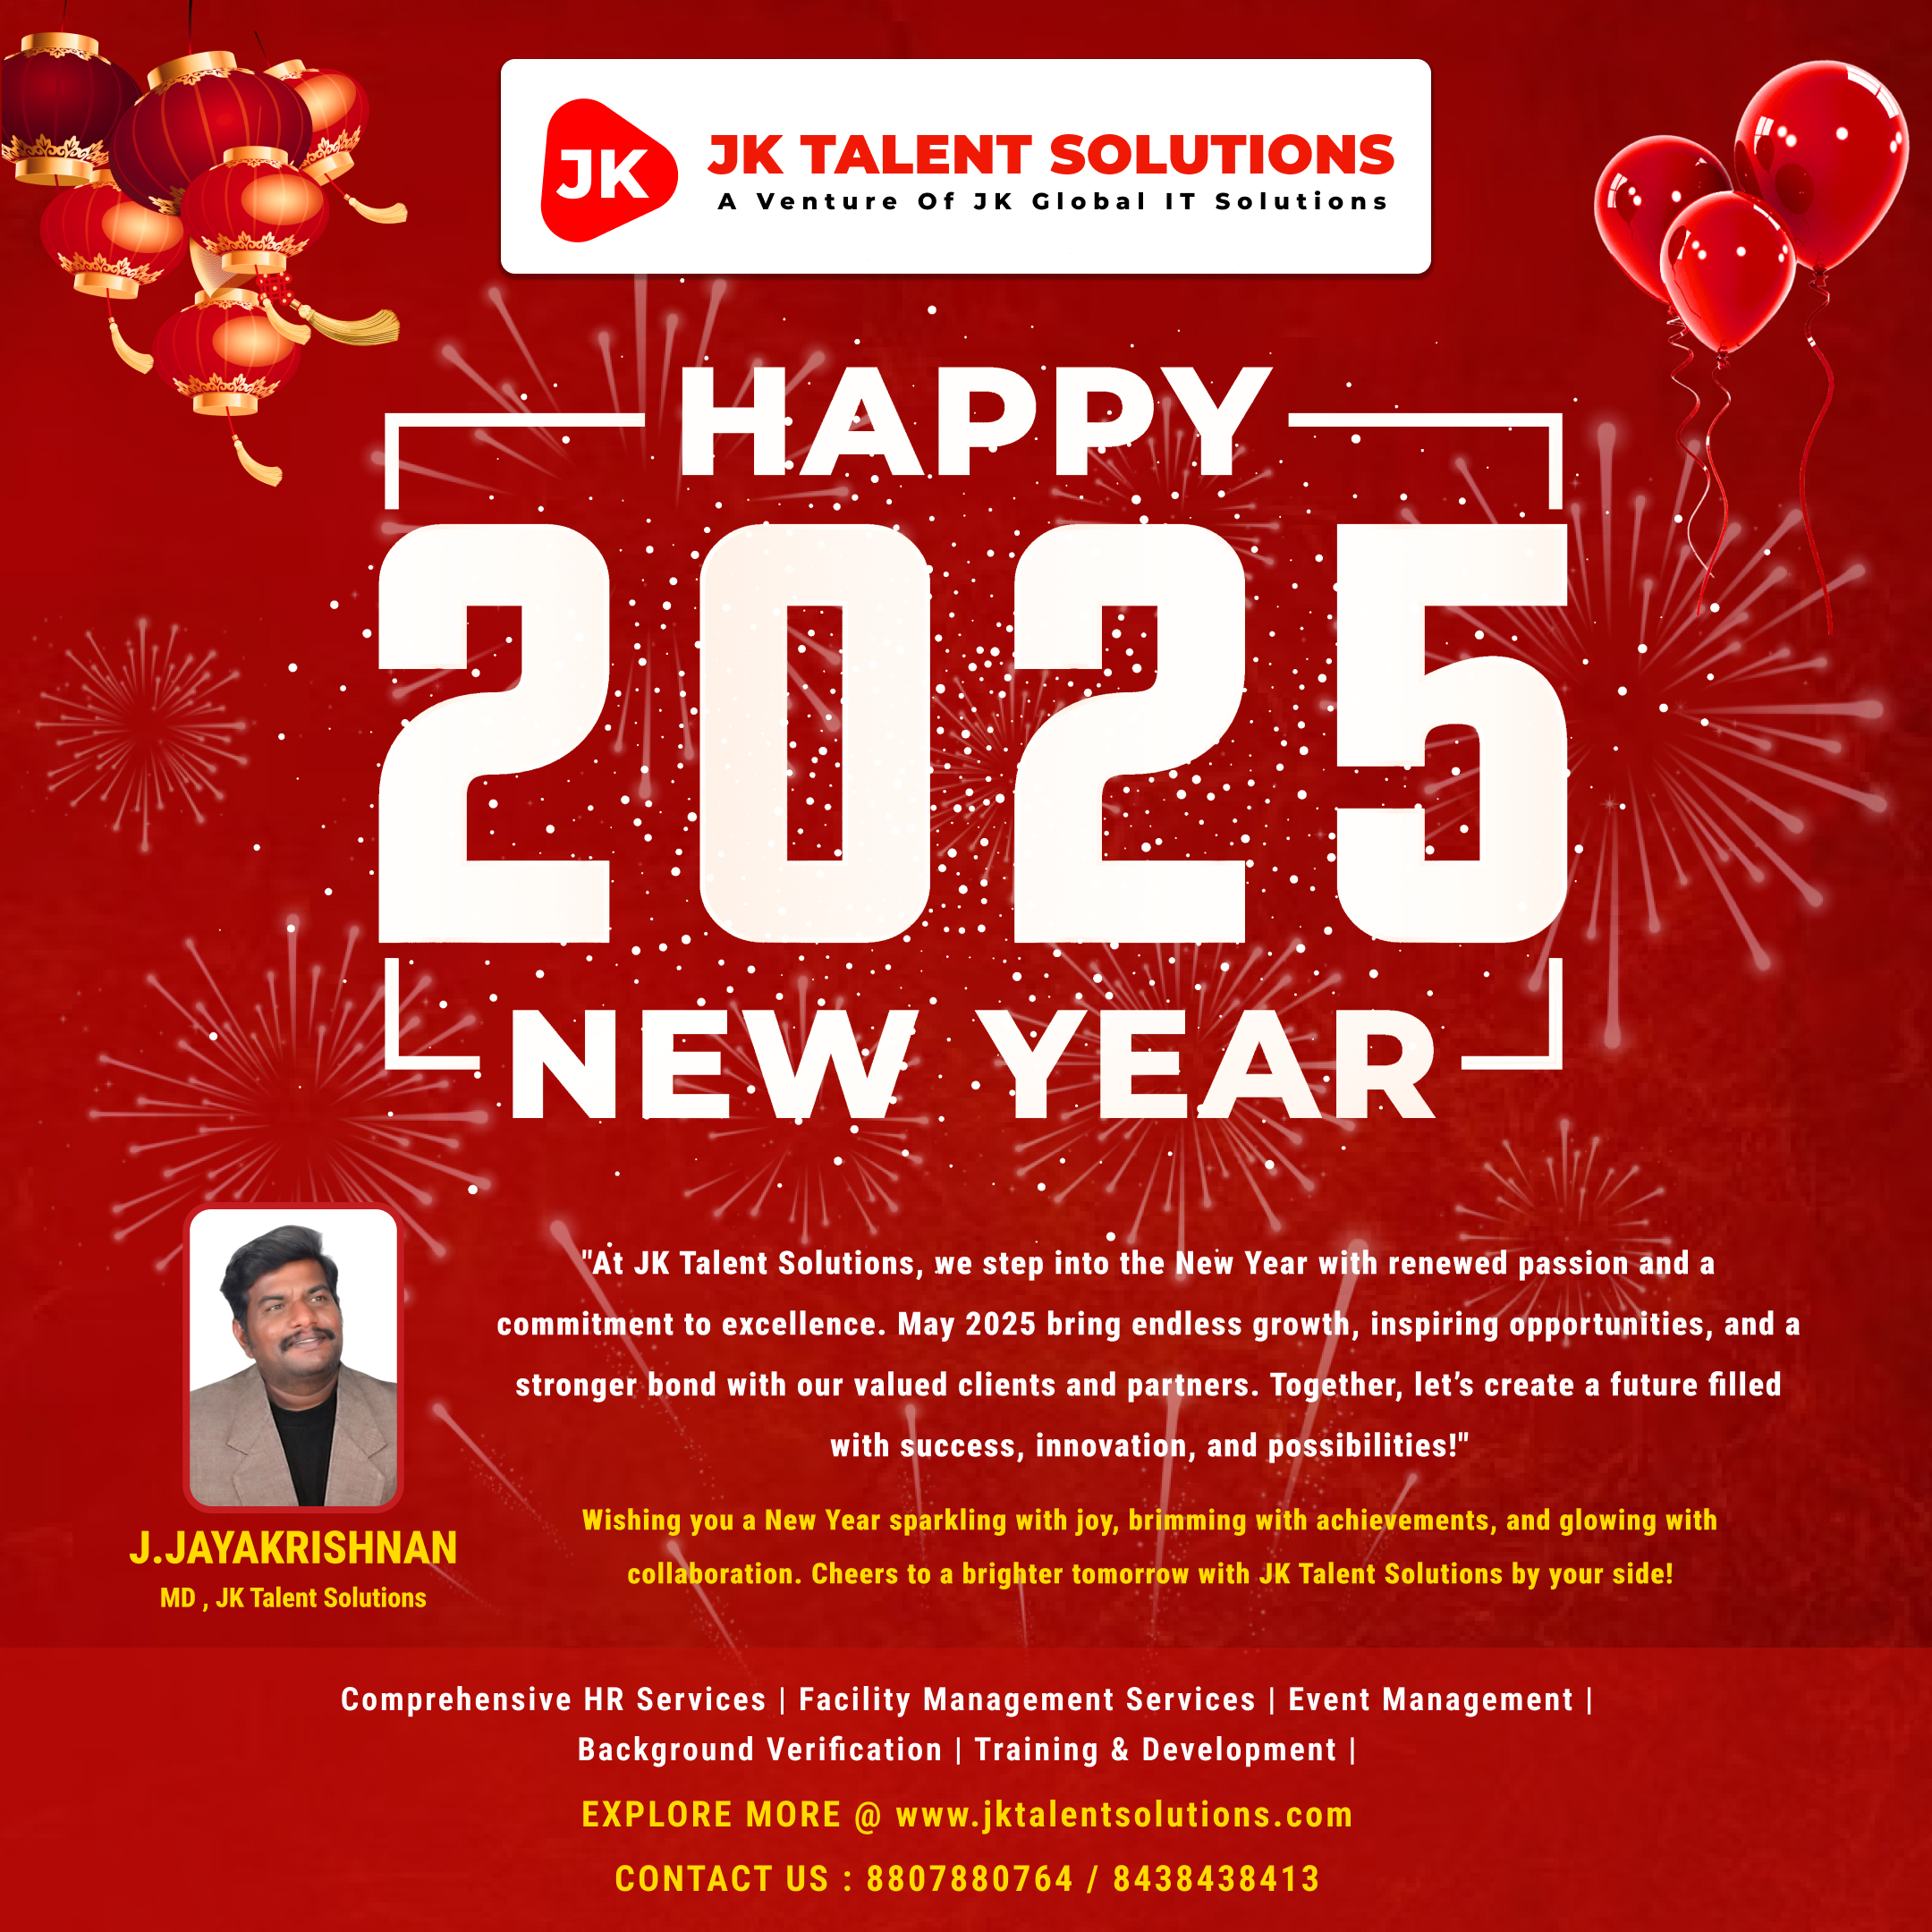 JK
JK TALENT SOLUTIONS
A Venture Of JK Global IT Solutions
HAPPY
2025
NEW YEAR
"At JK Talent Solutions, we step into the New Year with renewed passion and a
commitment to excellence. May 2025 bring endless growth, inspiring opportunities, and a
stronger bond with our valued clients and partners. Together, let’s create a future filled
with success, innovation, and possibilities!"
Wishing you a New Year sparkling with joy, brimming with achievements, and glowing with
collaboration. Cheers to a brighter tomorrow with JK Talent Solutions by your side!
J.JAYAKRISHNAN
MD , JK Talent Solutions
Comprehensive HR Services | Facility Management Services | Event Management |
Background Verification | Training & Development |
EXPLORE MORE @ www.jktalentsolutions.com
CONTACT US : 8807880764 / 8438438413